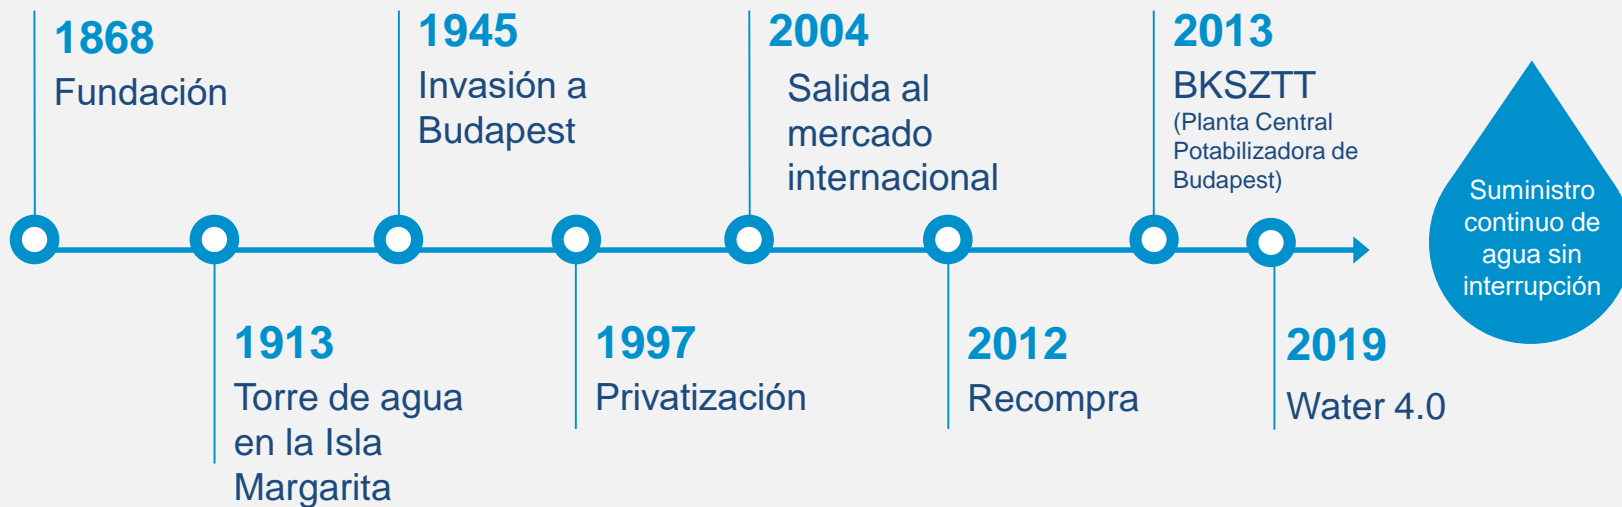 1868
Fundación
1945
Invasión a
Budapest
2004
Salida al
mercado
internacional
2013
BKSZTT
(Planta Central
Potabilizadora de
Budapest)
Suministro
continuo de
agua sin
interrupción
1913
Torre de agua
en la Isla
Margarita
1997
Privatización
2012
Recompra
2019
Water 4.0